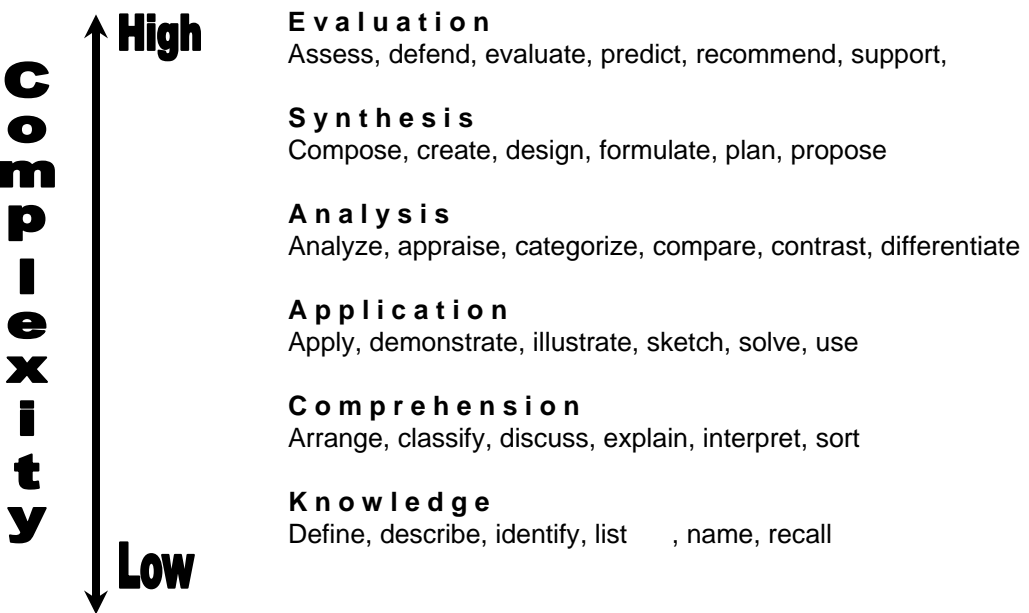 Complexity
High
Evaluation
Assess, defend, evaluate, predict, recommend, support,
Synthesis
Compose, create, design, formulate, plan, propose
Analysis
Analyze, appraise, categorize, compare, contrast, differentiate
Application
Apply, demonstrate, illustrate, sketch, solve, use
Comprehension
Arrange, classify, discuss, explain, interpret, sort
Knowledge
Define, describe, identify, list , name, recall
Low